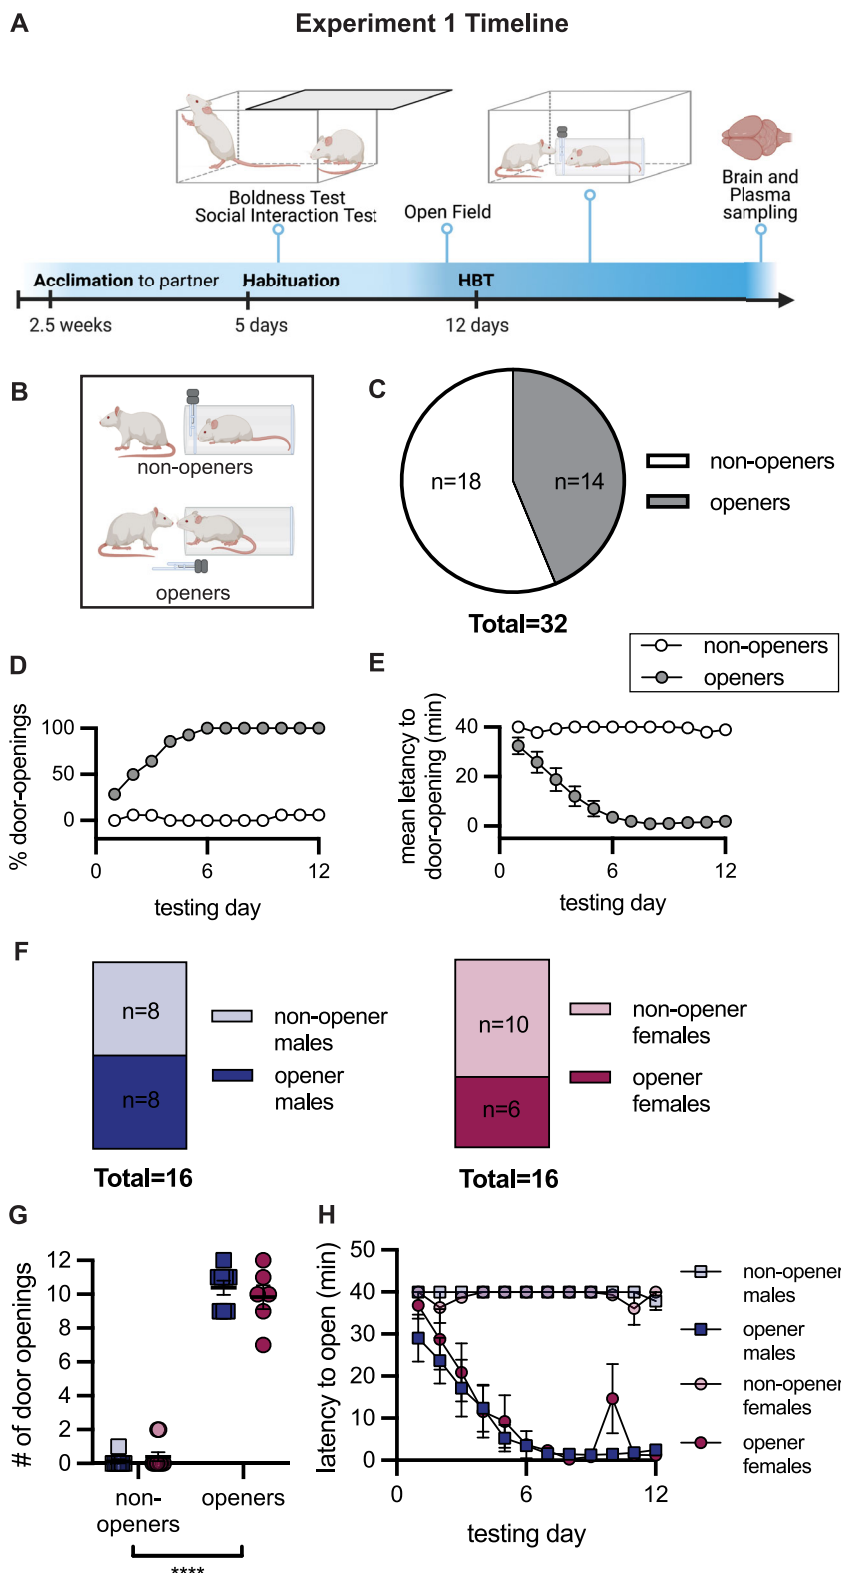 A
Experiment 1 Timeline
Boldness Test
Social Interaction Test
Open Field
Brain and
Plasma
sampling
Acclimation to partner
Habituation
HBT
2.5 weeks
5 days
12 days
B
non-openers
openers
C
n=18
n=14
non-openers
openers
Total=32
non-openers
openers
D
% door-openings
100
50
0
0
6
12
testing day
E
mean letancy to
door-opening (min)
40
20
0
0
6
12
testing day
F
n=8
n=8
non-opener
males
opener
males
Total=16
n=10
n=6
non-opener
females
opener
females
Total=16
G
# of door openings
12
10
8
6
4
2
0
non-
openers
openers
****
H
latency to open (min)
50
40
30
20
10
0
0
6
12
testing day
non-opener
males
opener
males
non-opener
females
opener
females